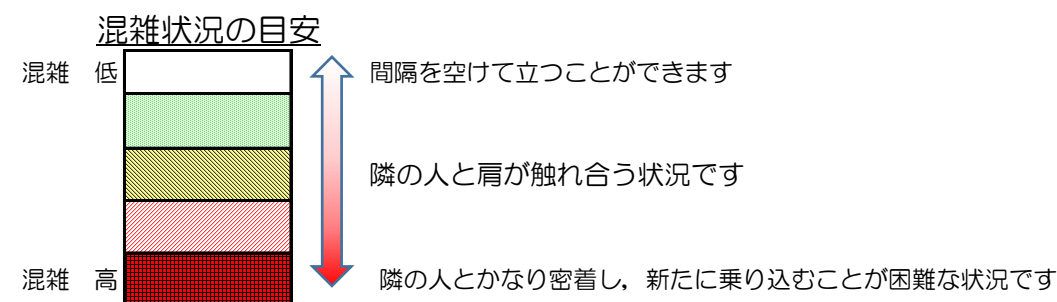 混雑状況の目安
混雑　低
間隔を空けて立つことができます
隣の人と肩が触れ合う状況です
混雑　高
隣の人とかなり密着し，新たに乗り込むことが困難な状況です